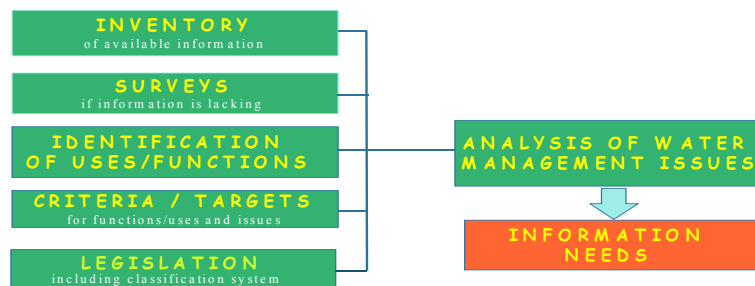 INVENTORY
of available information
SURVEYS
if information is lacking
IDENTIFICATION
OF USES/FUNCTIONS
CRITERIA / TARGETS
for functions/uses and issues
LEGISLATION
including classification system
ANALYSIS OF WATER
MANAGEMENT ISSUES
INFORMATION
NEEDS